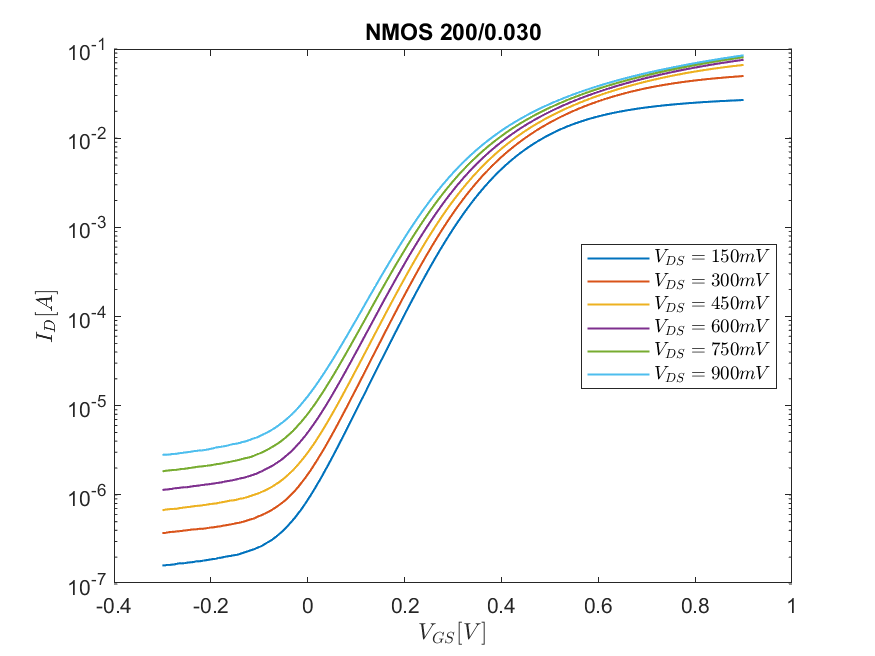 NMOS 200/0.030
10^-1
10^-2
10^-3
10^-4
10^-5
10^-6
10^-7
I_D[A]
V_DS = 150mV
V_DS = 300mV
V_DS = 450mV
V_DS = 600mV
V_DS = 750mV
V_DS = 900mV
-0.4 -0.2 0 0.2 0.4 0.6 0.8 1
V_GS[V]